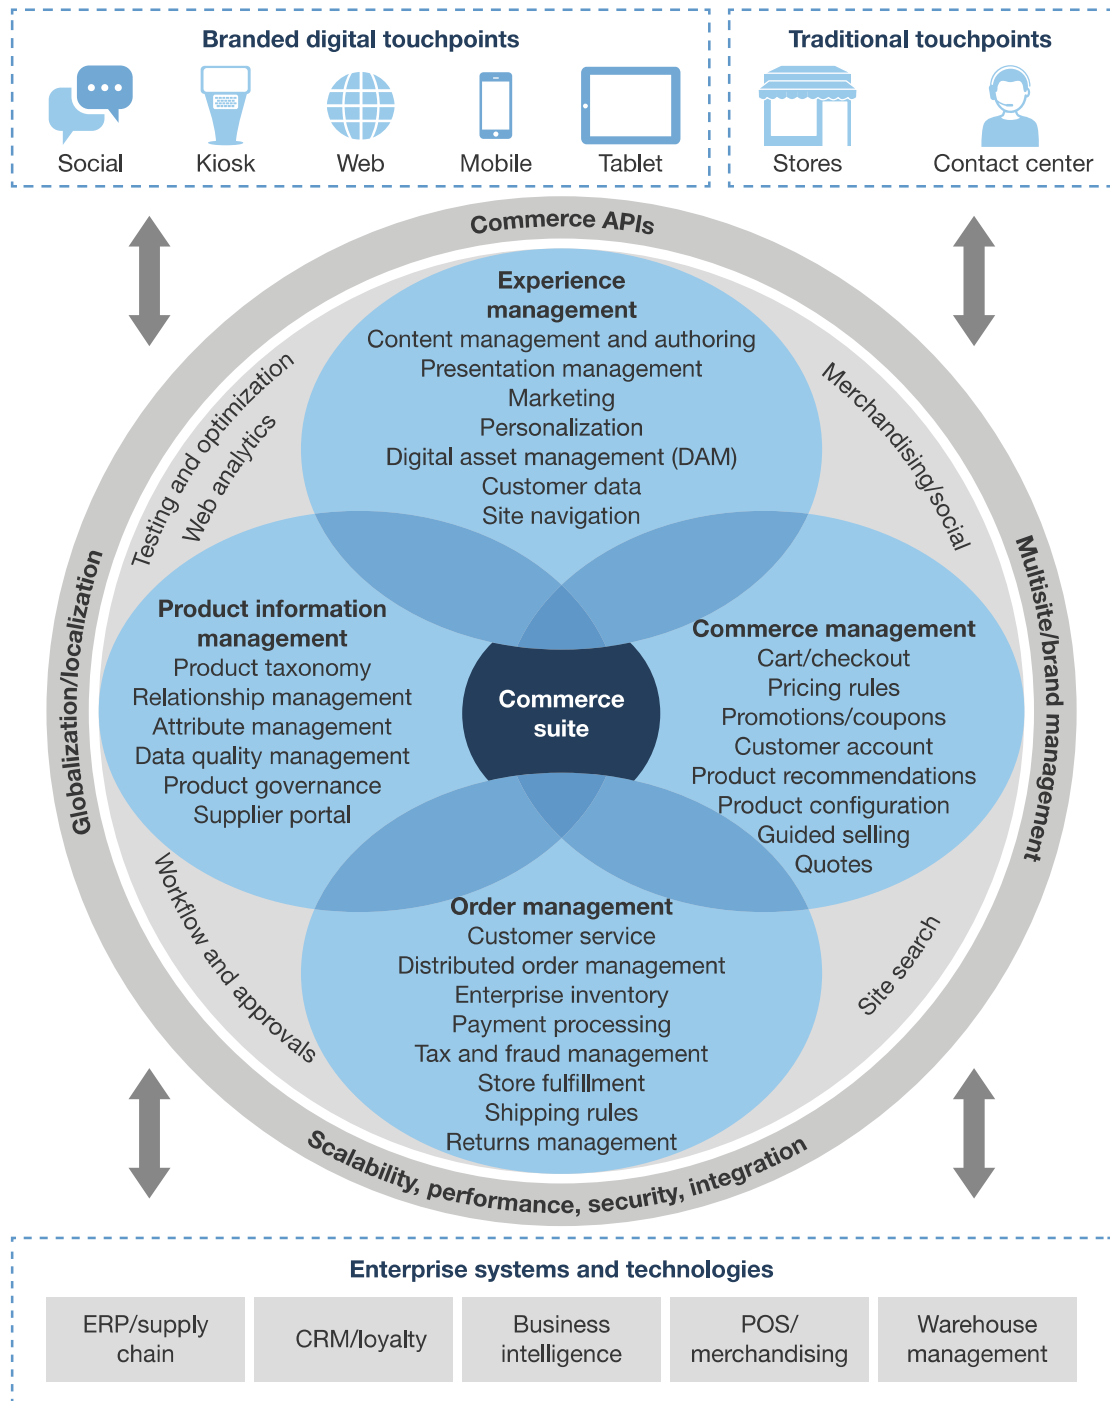 Branded digital touchpoints
Traditional touchpoints
Social
Kiosk
Web
Mobile
Tablet
Stores
Contact center
Commerce APIs
Experience
management
Content management and authoring
Presentation management
Marketing
Personalization
Digital asset management (DAM)
Customer data
Site navigation
Testing and optimization
Web analytics
Merchandising/social
Globalization/localization
Multisite/brand management
Product information
management
Product taxonomy
Relationship management
Attribute management
Data quality management
Product governance
Supplier portal
Commerce
suite
Commerce management
Cart/checkout
Pricing rules
Promotions/coupons
Customer account
Product recommendations
Product configuration
Guided selling
Quotes
Workflow and approvals
Site search
Order management
Customer service
Distributed order management
Enterprise inventory
Payment processing
Tax and fraud management
Store fulfillment
Shipping rules
Returns management
Scalability, performance, security, integration
Enterprise systems and technologies
ERP/supply
chain
CRM/loyalty
Business
intelligence
POS/
merchandising
Warehouse
management